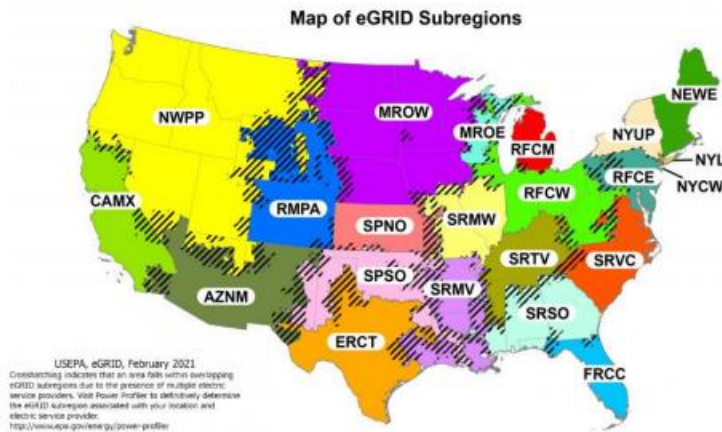 Map of eGRID Subregions
NWPP
MROW
NEWE
MROE
NYUP
RFCM
NYL
RFCE
NYCW
CAMX
RFCW
RMPA
SPNO
SRMW
SRTV
SRVC
SPSO
SRMV
AZNM
SRSO
ERCT
FRCC
USEPA, eGRID, February 2021
Crosshatching indicates that an area falls within overlapping
eGRID subregions due to the presence of multiple electric
service providers. Visit Power Profiler to definitively determine
the eGRID subregion associated with your location and
electric service provider.
http://www.epa.gov/energy/power-profiler